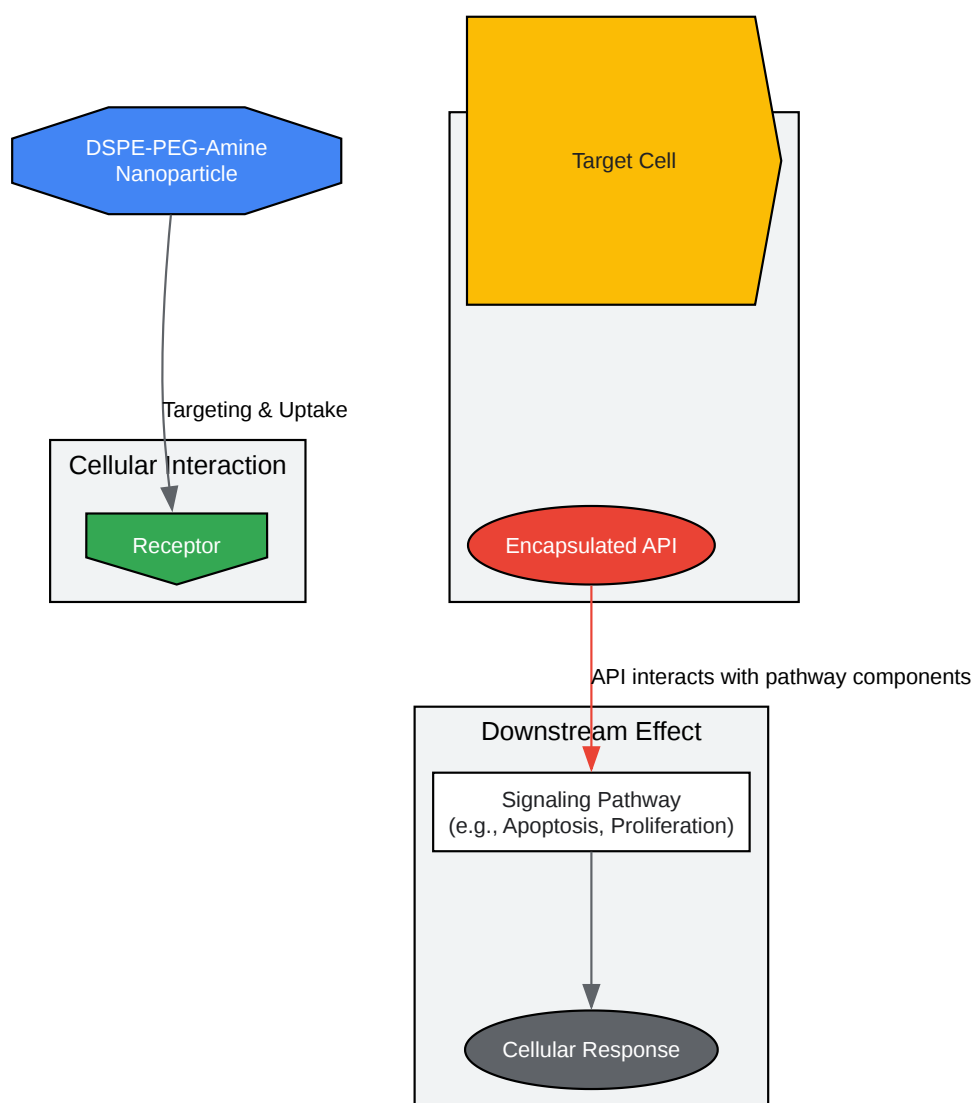 DSPE-PEG-Amine
Nanoparticle
Target Cell
Targeting & Uptake
Cellular Interaction
Receptor
Encapsulated API
API interacts with pathway components
Downstream Effect
Signaling Pathway
(e.g., Apoptosis, Proliferation)
Cellular Response